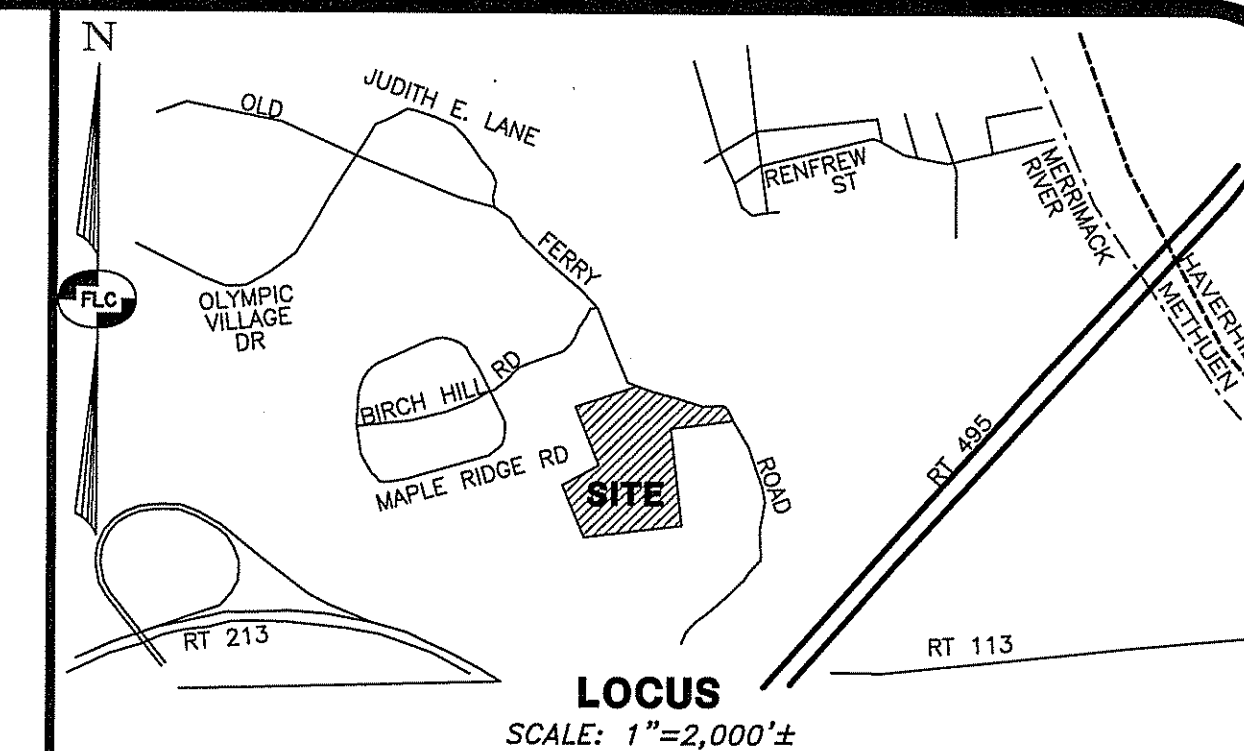 N
OLD
JUDITH E. LANE
RENFREW
ST
MERRIMACK
RIVER
FERRY
FLC
OLYMPIC
VILLAGE
DR
METHUEN
BIRCH HILL RD
MAPLE RIDGE RD
SITE
ROAD
RT 495
RT 213
RT 113
LOCUS
SCALE: 1"=2,000'±